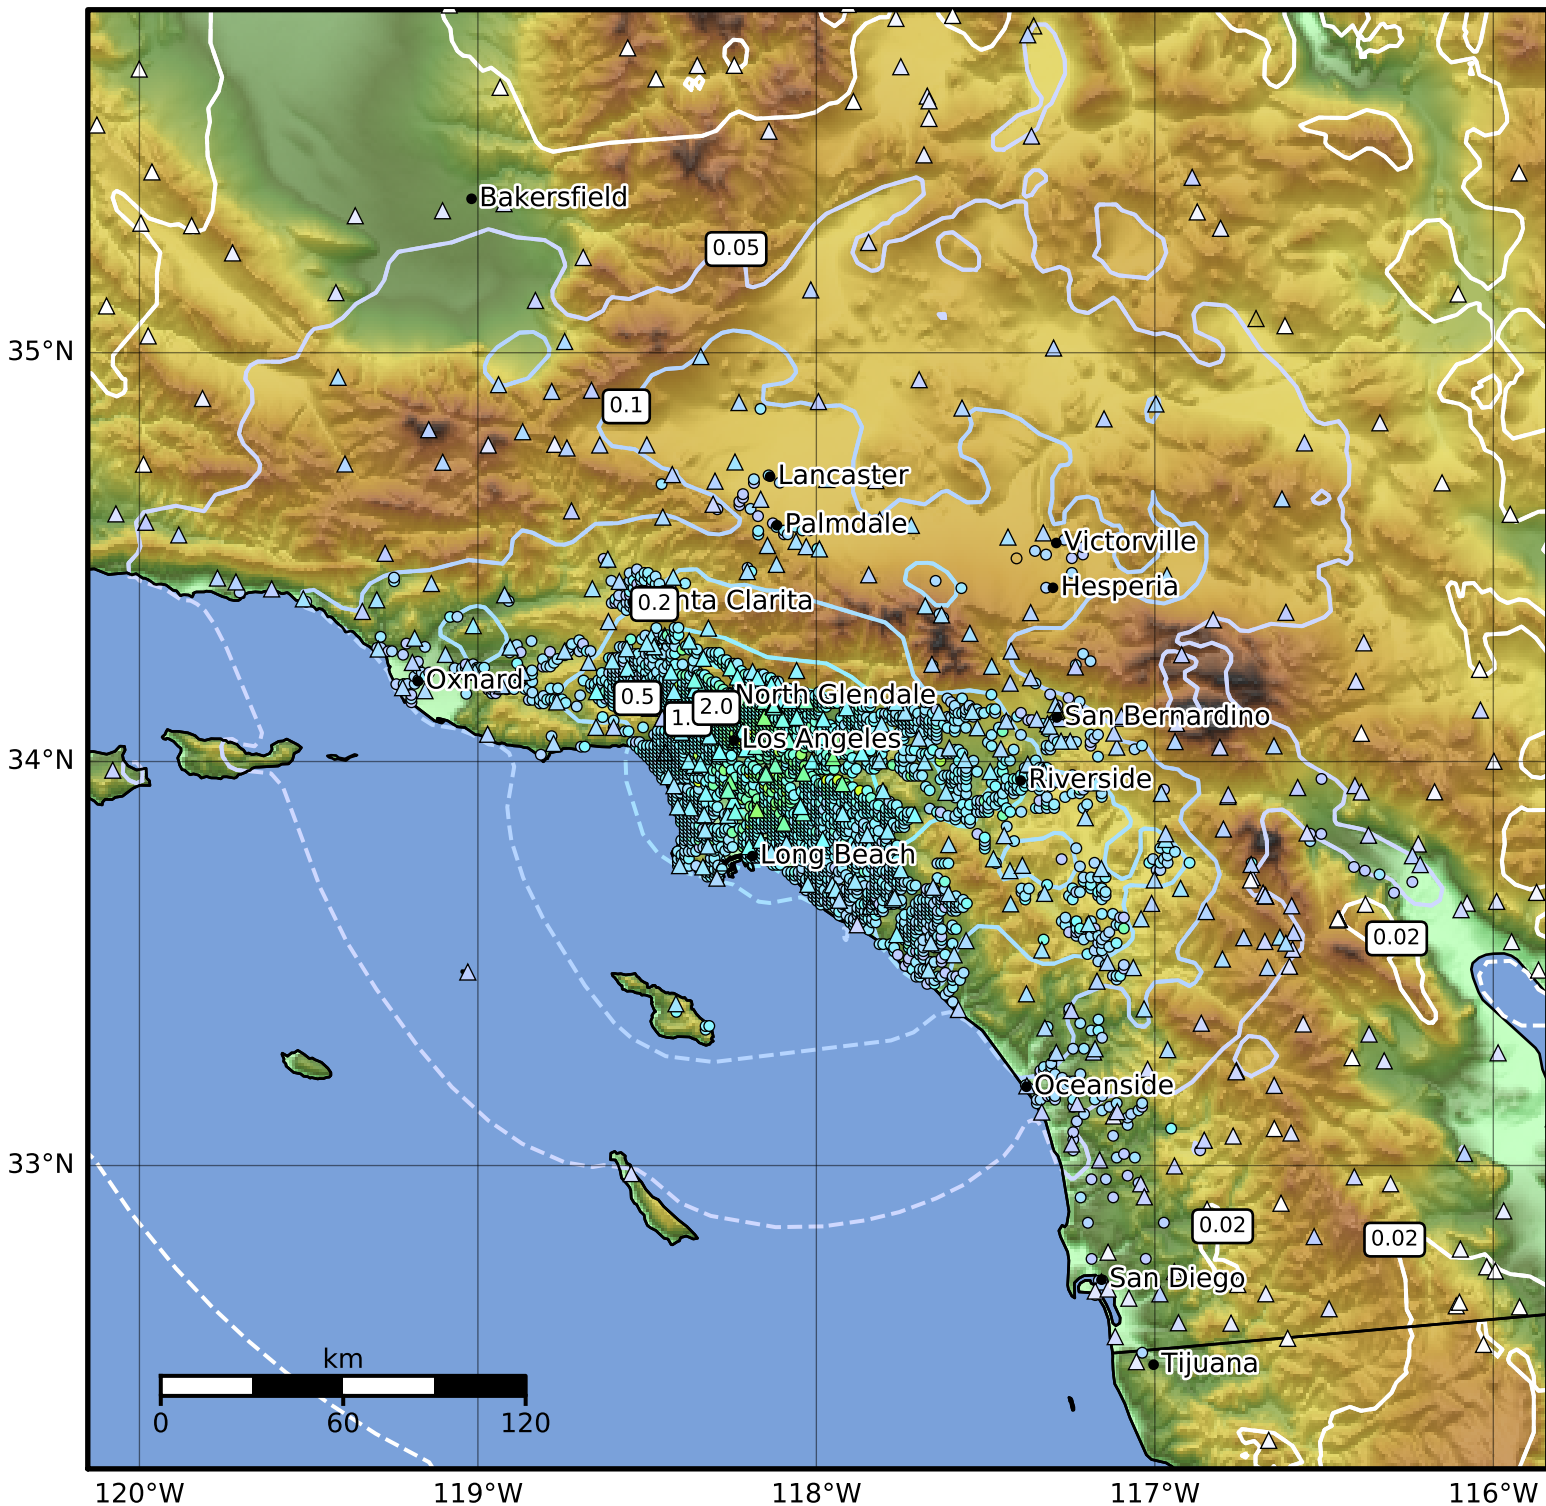 Bakersfield
0.05
35°N
0.1
Lancaster
Palmdale
Victorville
Hesperia
0.2
nta Clarita
Oxnard
0.5
1.
2.0
North Glendale
San Bernardino
Los Angeles
34°N
Riverside
Long Beach
0.02
Oceanside
33°N
0.02
0.02
San Diego
Tijuana
km
0
60
120
120°W
119°W
118°W
117°W
116°W